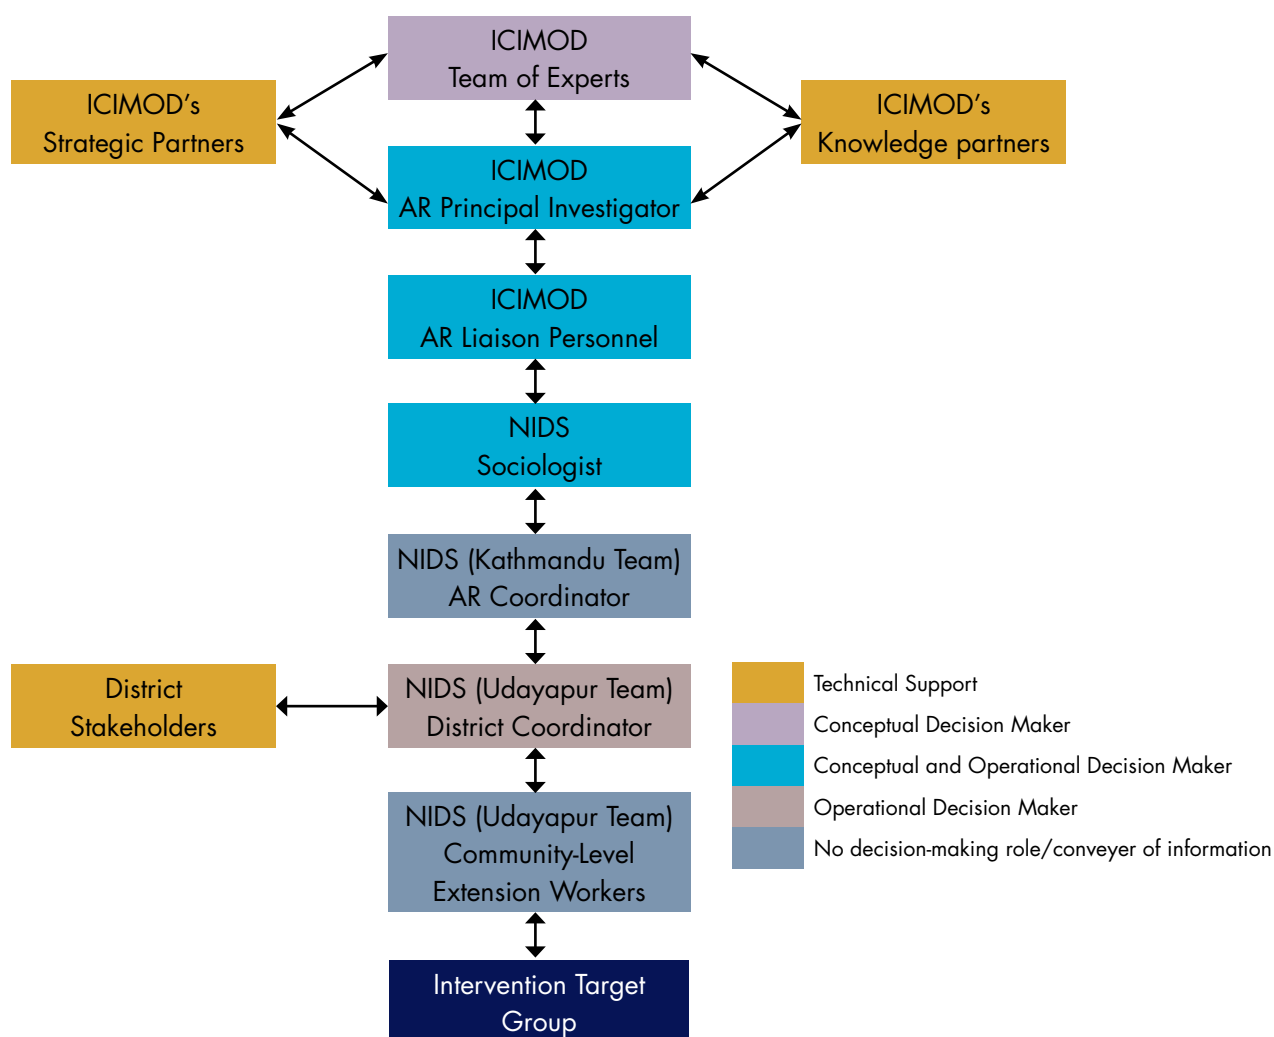 ICIMOD
Team of Experts
ICIMOD's
Strategic Partners
ICIMOD's
Knowledge partners
ICIMOD
AR Principal Investigator
ICIMOD
AR Liaison Personnel
NIDS
Sociologist
NIDS (Kathmandu Team)
AR Coordinator
District
Stakeholders
NIDS (Udayapur Team)
District Coordinator
NIDS (Udayapur Team)
Community-Level
Extension Workers
Intervention Target
Group
Technical Support
Conceptual Decision Maker
Conceptual and Operational Decision Maker
Operational Decision Maker
No decision-making role/conveyer of information